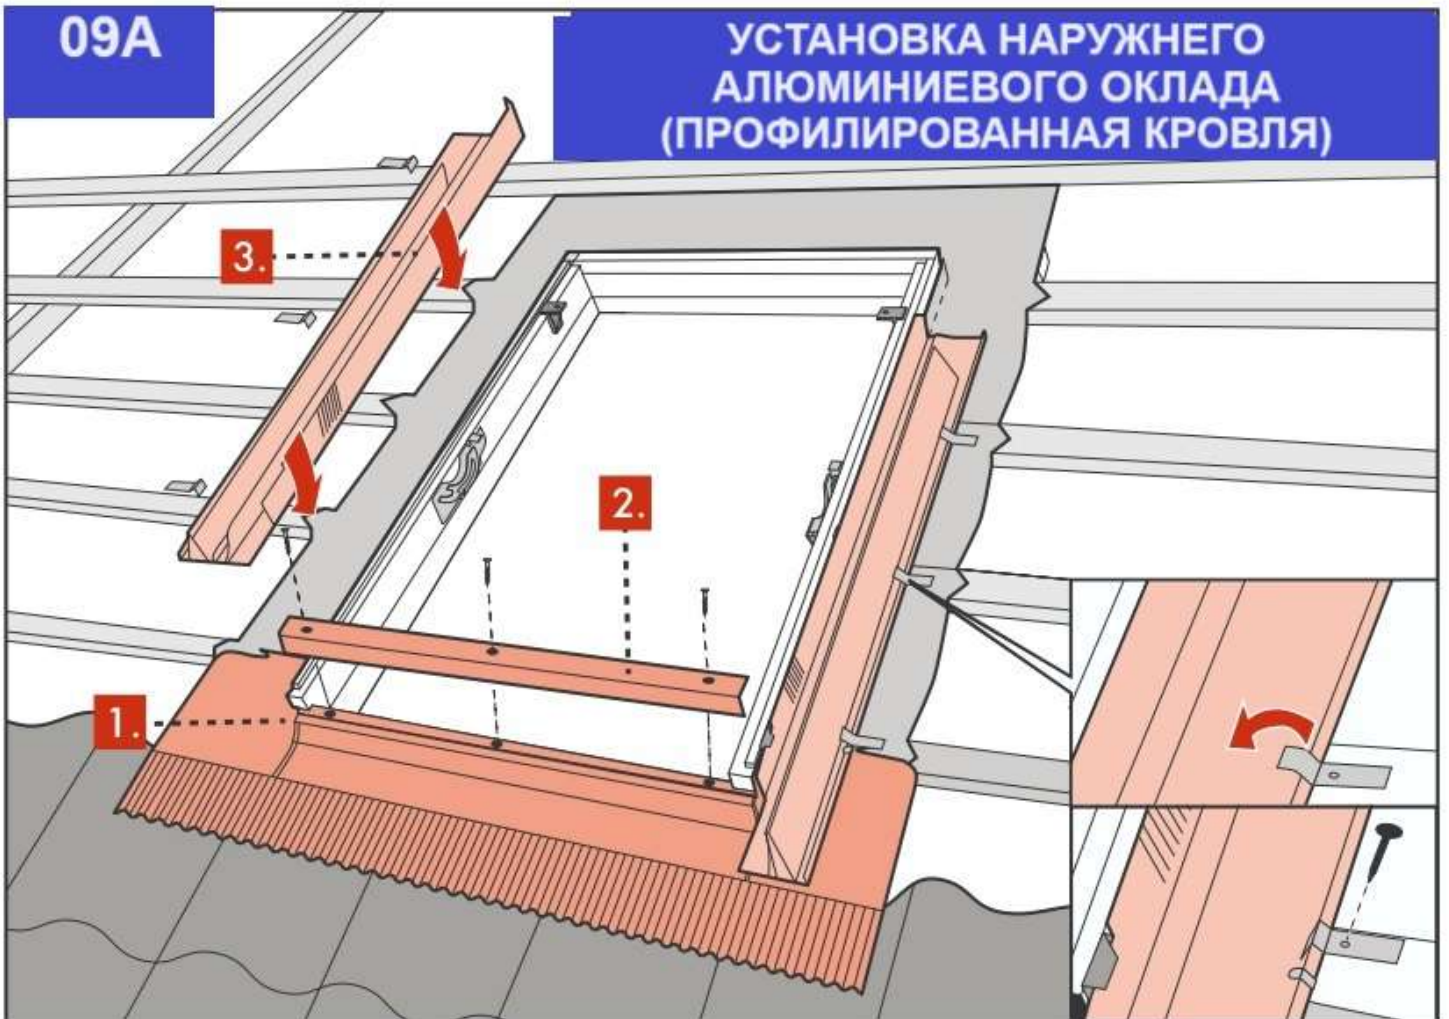 09A
УСТАНОВКА НАРУЖНЕГО
АЛЮМИНИЕВОГО ОКЛАДА
(ПРОФИЛИРОВАННАЯ КРОВЛЯ)
3.
2.
1.